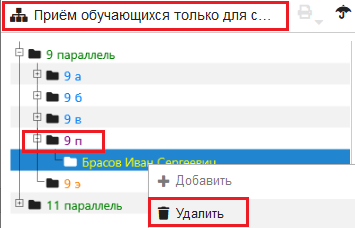 Приём обучающихся только для с…
9 параллель
9 а
9 б
9 в
9 п
Брасов Иван Сергеевич
Добавить
9 э
11 параллель
Удалить